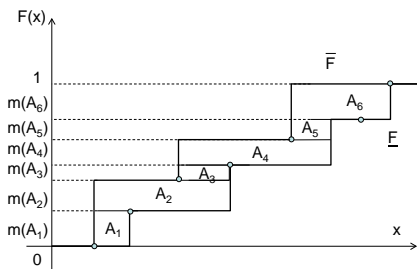 F(x)
F̅
1
m(A₆) A₆
m(A₅) A₅ F̲
m(A₄) A₄
m(A₃) A₃
m(A₂) A₂
m(A₁) A₁ x
0